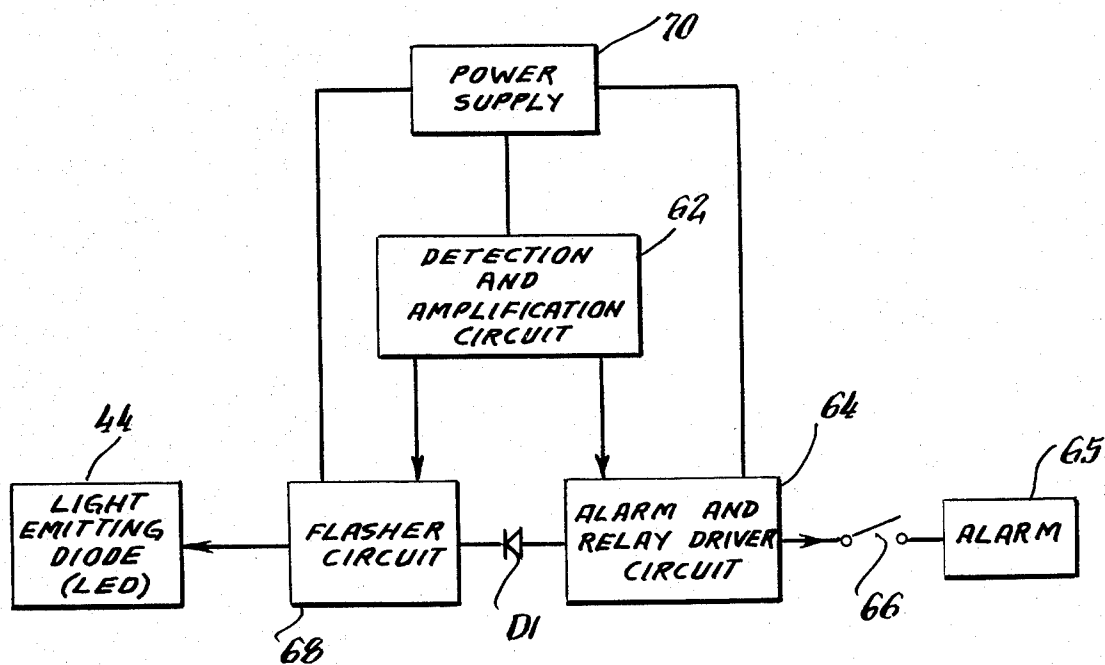 70
POWER
SUPPLY
62
DETECTION
AND
AMPLIFICATION
CIRCUIT
44
LIGHT
EMITTING
DIODE
(LED)
FLASHER
CIRCUIT
68
D1
64
ALARM AND
RELAY DRIVER
CIRCUIT
66
65
ALARM